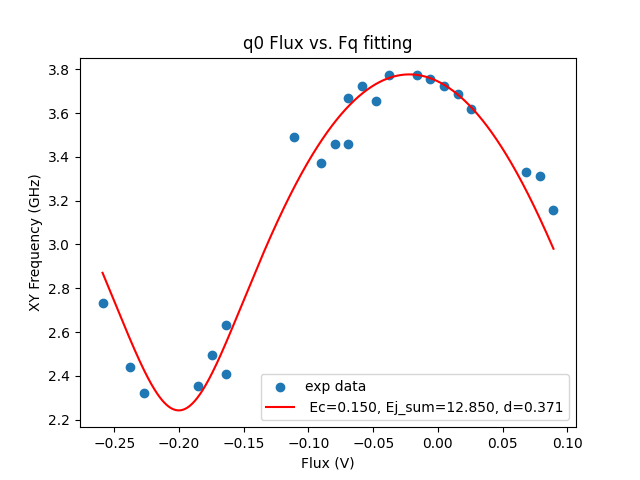 q0 Flux vs. Fq fitting
XY Frequency (GHz)
3.8
3.6
3.4
3.2
3.0
2.8
2.6
2.4
2.2
exp data
Ec=0.150, Ej_sum=12.850, d=0.371
−0.25 −0.20 −0.15 −0.10 −0.05 0.00 0.05 0.10
Flux (V)